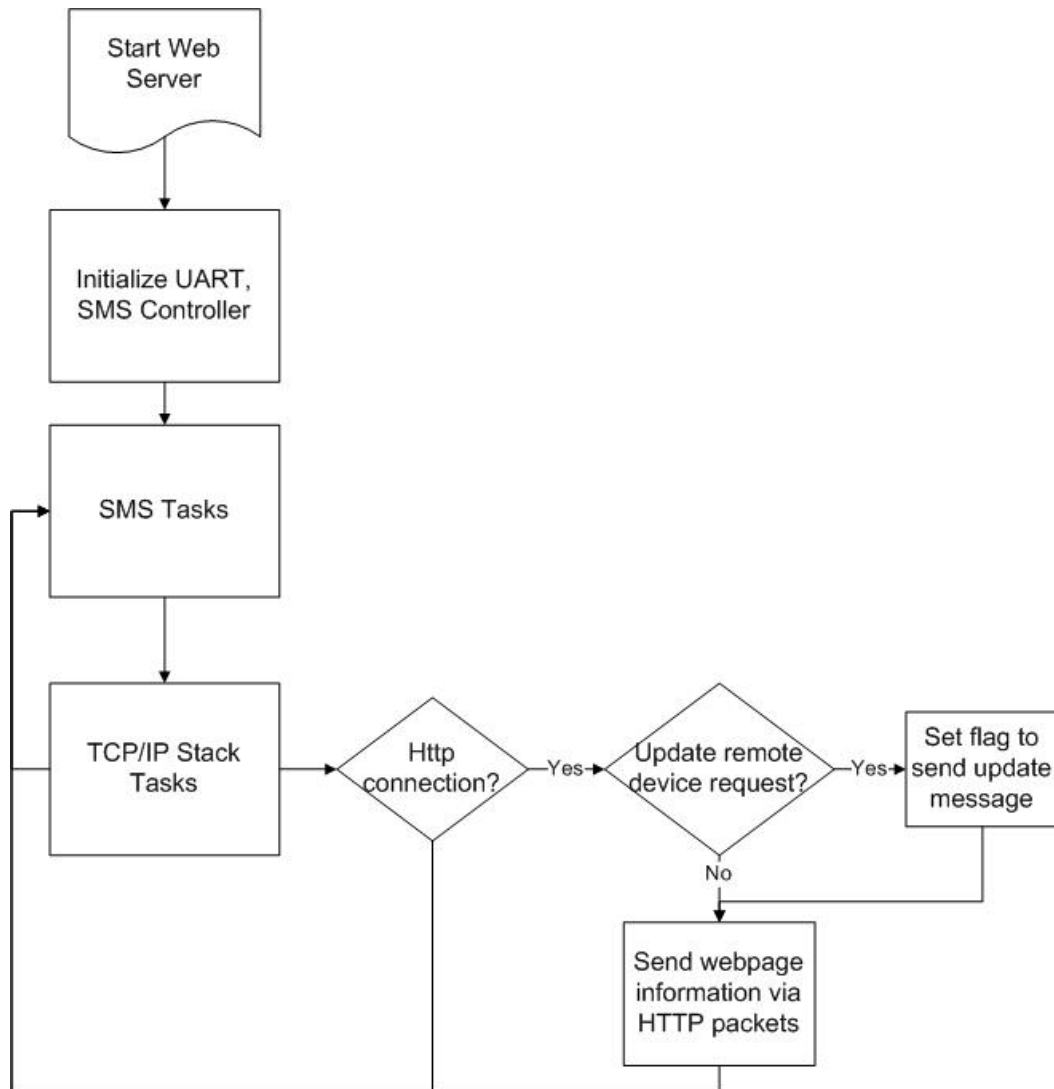 Start Web
Server
Initialize UART,
SMS Controller
SMS Tasks
TCP/IP Stack
Tasks
Http
connection?
Yes
Update remote
device request?
Yes
Set flag to
send update
message
No
Send webpage
information via
HTTP packets